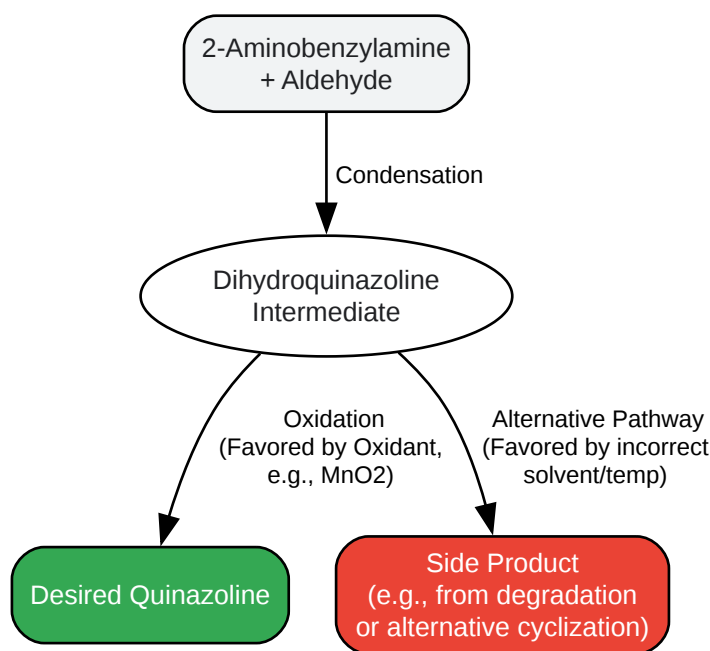 2-Aminobenzylamine
+ Aldehyde
Condensation
Dihydroquinazoline
Intermediate
Oxidation
(Favored by Oxidant,
e.g., MnO2)
Alternative Pathway
(Favored by incorrect
solvent/temp)
Desired Quinazoline
Side Product
(e.g., from degradation
or alternative cyclization)